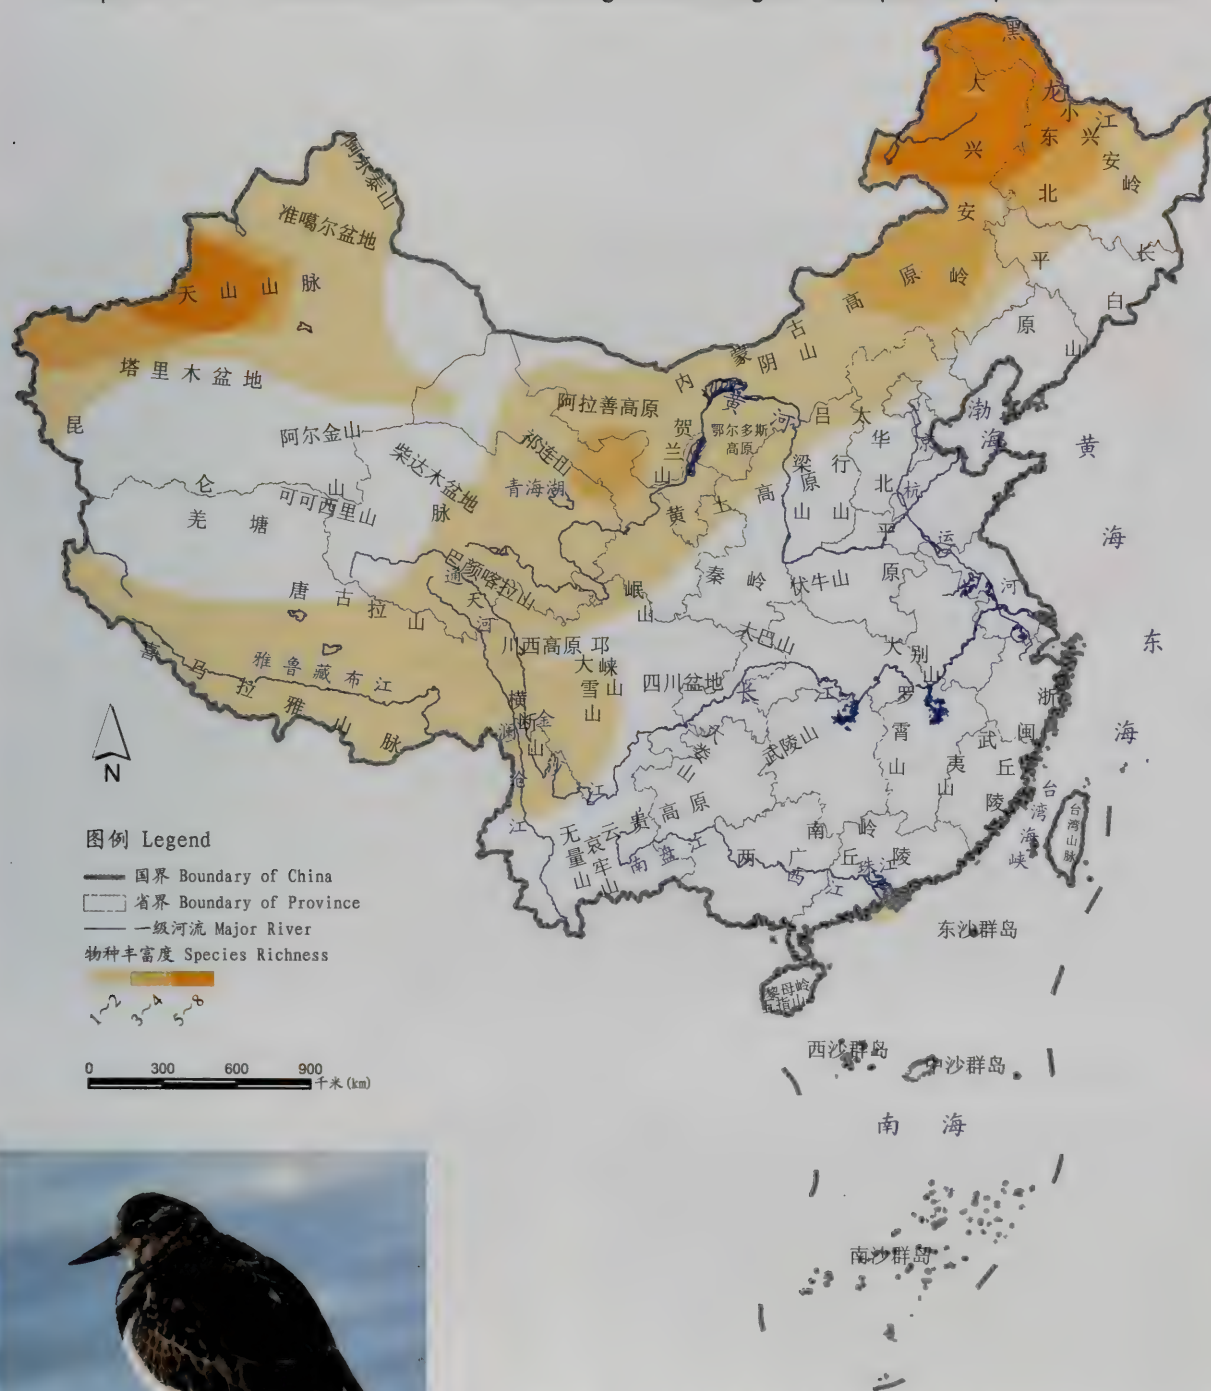 黑
龙
江
大
兴
安
岭
小
兴
安
岭
东
北
平
原
长
白
山
阿尔泰山
准噶尔盆地
天山山脉
塔里木盆地
内蒙古高原
阴山
阿拉善高原
贺
兰
山
黄
河
鄂尔多斯
高原
吕
梁
山
太
行
山
华
北
平
原
渤
海
黄
海
京
杭
运
河
昆
仑
山
脉
阿尔金山
柴达木盆地
祁连山
青海湖
可可西里山
羌塘
黄土高原
秦岭
伏牛山
巴颜喀拉山
通
天
河
岷
山
唐古拉山
川西高原
邛
崃
山
大
雪
山
大巴山
大别山
四川盆地
长江
喜马拉雅山脉
雅鲁藏布江
横
断
山
金
沙
江
澜
沧
江
罗
霄
山
武陵山
武
夷
山
浙
闽
丘
陵
东
海
台
湾
海
峡
台
湾
山
脉
云贵高原
无
量
山
哀
牢
山
南盘江
南岭
两广丘陵
西江
珠江
N
图例 Legend
国界 Boundary of China
省界 Boundary of Province
一级河流 Major River
物种丰富度 Species Richness
1~2
3~4
5~8
0 300 600 900
千米(km)
东沙群岛
黎母岭
五指山
西沙群岛
中沙群岛
南海
南沙群岛